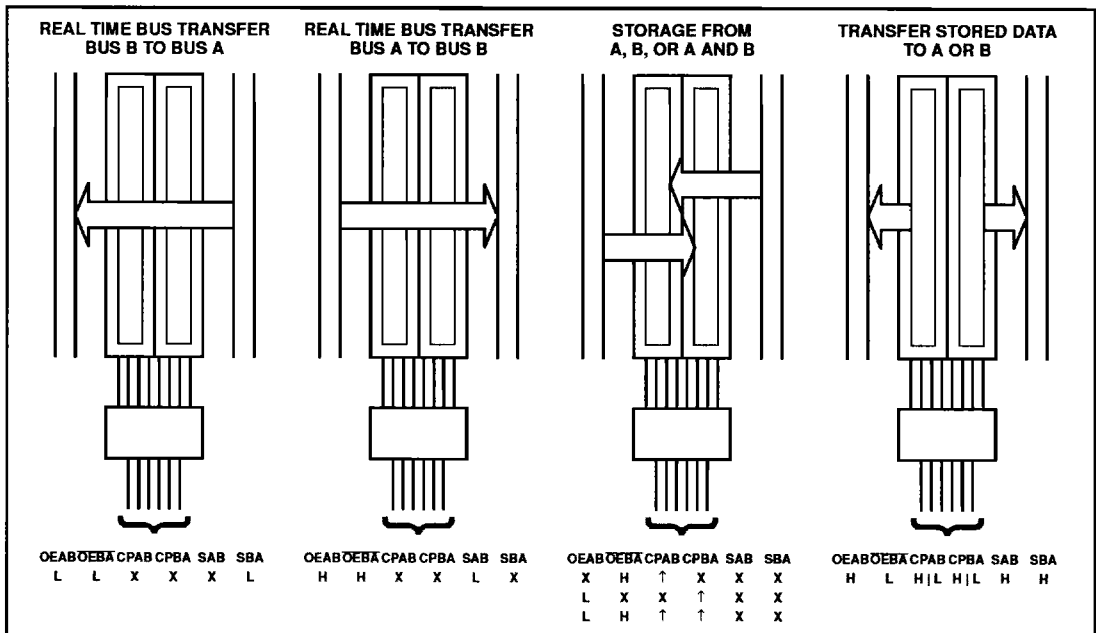 REAL TIME BUS TRANSFER
BUS B TO BUS A
OEAB OEBA CPAB CPBA SAB SBA
L L X X X L
REAL TIME BUS TRANSFER
BUS A TO BUS B
OEAB OEBA CPAB CPBA SAB SBA
H H X X L X
STORAGE FROM
A, B, OR A AND B
OEAB OEBA CPAB CPBA SAB SBA
X H ↑ X X X
L X X ↑ X X
L H ↑ ↑ X X
TRANSFER STORED DATA
TO A OR B
OEAB OEBA CPAB CPBA SAB SBA
H L H|L H|L H H